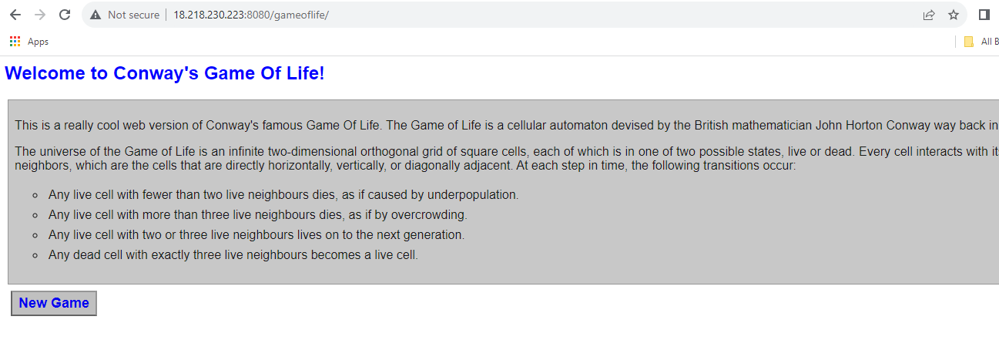 Not secure | 18.218.230.223:8080/gameoflife/
Apps
All B
Welcome to Conway's Game Of Life!
This is a really cool web version of Conway's famous Game Of Life. The Game of Life is a cellular automaton devised by the British mathematician John Horton Conway way back in
The universe of the Game of Life is an infinite two-dimensional orthogonal grid of square cells, each of which is in one of two possible states, live or dead. Every cell interacts with its
neighbors, which are the cells that are directly horizontally, vertically, or diagonally adjacent. At each step in time, the following transitions occur:
Any live cell with fewer than two live neighbours dies, as if caused by underpopulation.
Any live cell with more than three live neighbours dies, as if by overcrowding.
Any live cell with two or three live neighbours lives on to the next generation.
Any dead cell with exactly three live neighbours becomes a live cell.
New Game